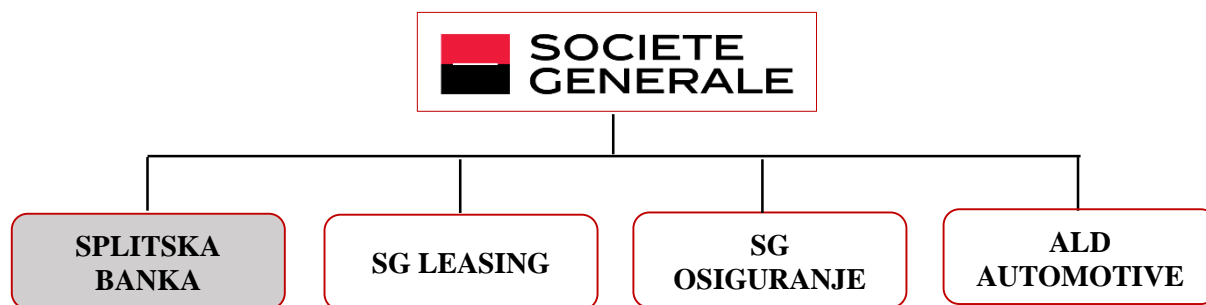 SOCIETE
GENERALE
SPLITSKA
BANKA
SG LEASING
SG
OSIGURANJE
ALD
AUTOMOTIVE